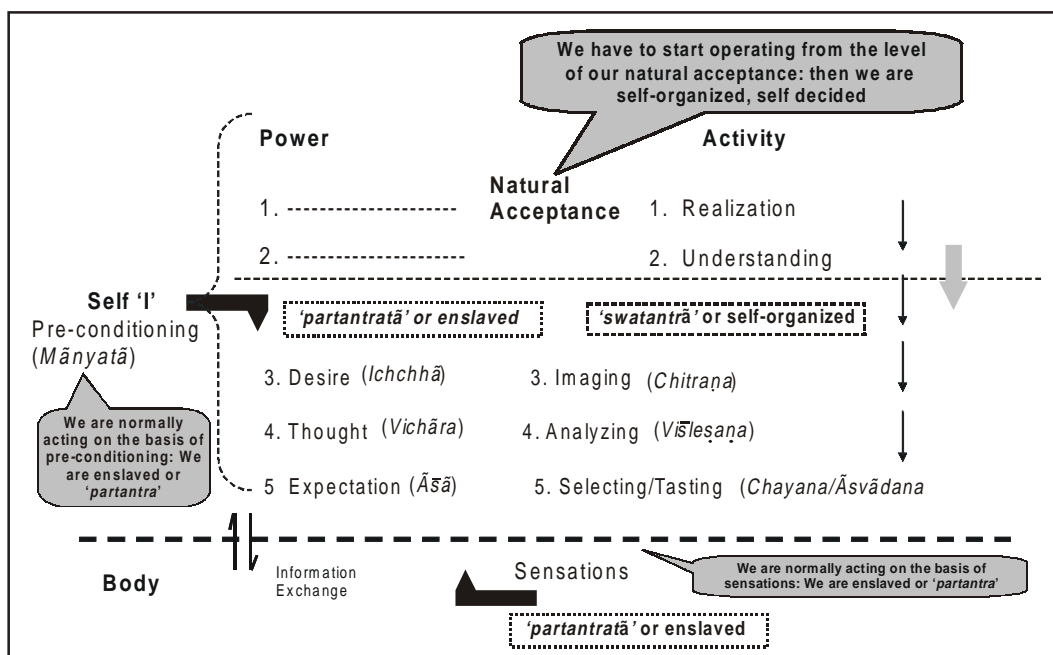 We have to start operating from the level
of our natural acceptance: then we are
self-organized, self decided
Power
Activity
Natural
Acceptance
1. --------------------
1. Realization
2. --------------------
2. Understanding
Self 'I'
Pre-conditioning
(Mãnyatã)
'partantratã' or enslaved
'swatantrã' or self-organized
3. Desire (Ichchhã)
3. Imaging (Chitraṇa)
4. Thought (Vichãra)
4. Analyzing (Vis̄leṣaṇa)
5 Expectation (Ãs̄ã)
5. Selecting/Tasting (Chayana/Ãsvãdana
We are normally
acting on the basis of
pre-conditioning: We
are enslaved or
'partantra'
Body
Information
Exchange
Sensations
We are normally acting on the basis of
sensations: We are enslaved or 'partantra'
'partantratã' or enslaved